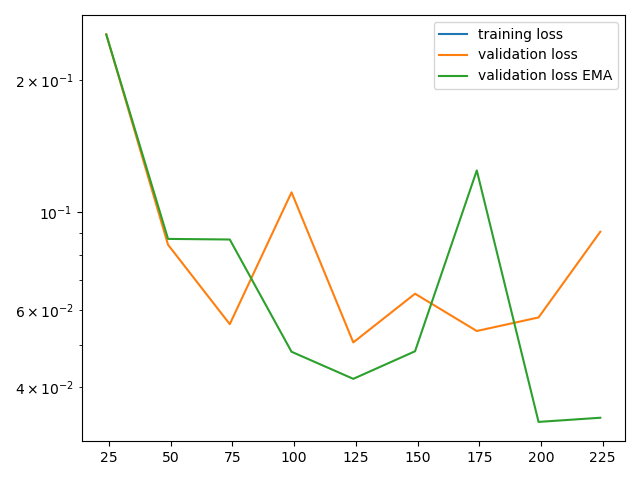 training loss
validation loss
validation loss EMA
2 × 10⁻¹
10⁻¹
6 × 10⁻²
4 × 10⁻²
25 50 75 100 125 150 175 200 225